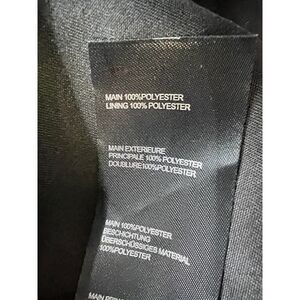 MAIN 100%POLYESTER
LINING 100% POLYESTER
MAIN EXTERIEURE
PRINCIPALE 100% POLYESTER
DOUBLURE100% POLYESTER
MAIN 100%POLYESTER
BESCHICHTUNG
ÜBERSCHÜSSIGES MATERIAL
100%POLYESTER
MAIN